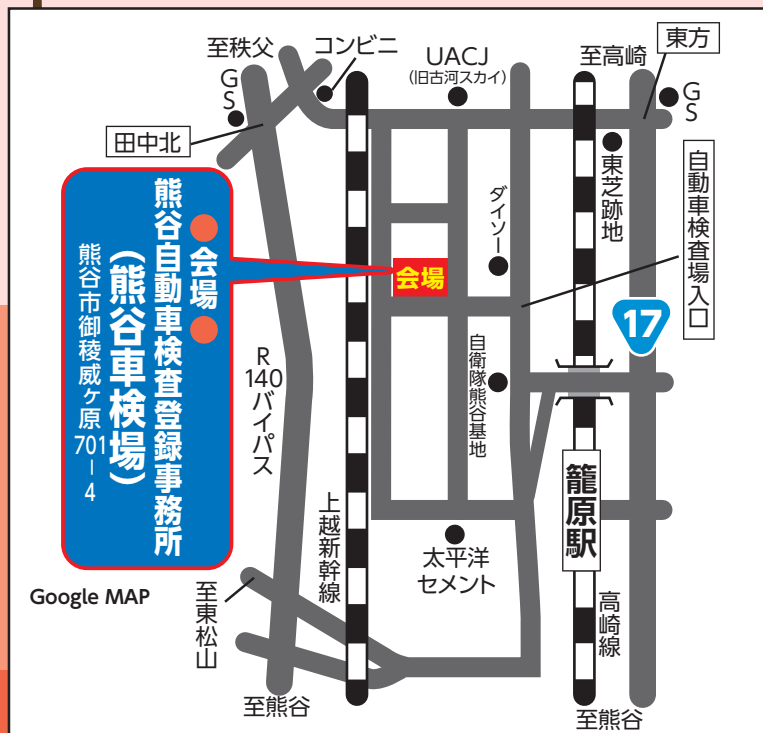 至秩父
コンビニ
UACJ
(旧古河スカイ)
至高崎
東方
GS
GS
田中北
東芝跡地
ダイソー
自動車検査場入口
●会場●
熊谷自動車検査登録事務所
(熊谷車検場)
熊谷市御稜威ヶ原701-4
会場
17
R140バイパス
自衛隊熊谷基地
上越新幹線
籠原駅
太平洋
セメント
Google MAP
至東松山
高崎線
至熊谷
至熊谷